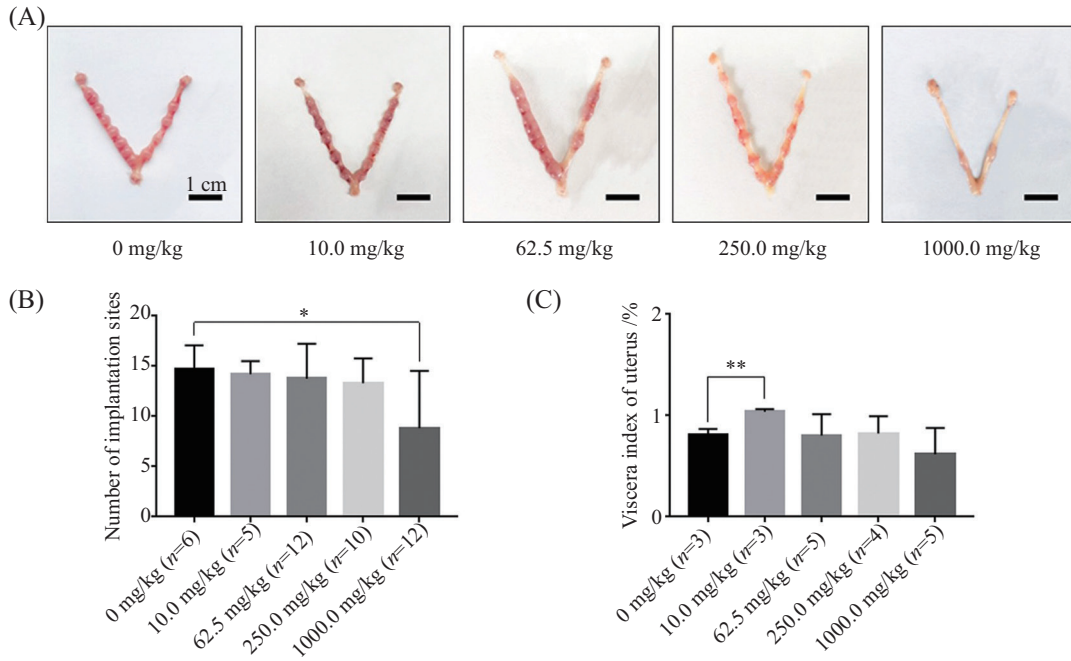 (A)
1 cm
0 mg/kg
10.0 mg/kg
62.5 mg/kg
250.0 mg/kg
1000.0 mg/kg
(B)
Number of implantation sites
20
15
10
5
0
*
0 mg/kg (n=6)
10.0 mg/kg (n=5)
62.5 mg/kg (n=12)
250.0 mg/kg (n=10)
1000.0 mg/kg (n=12)
(C)
Viscera index of uterus /%
2
1
0
**
0 mg/kg (n=3)
10.0 mg/kg (n=3)
62.5 mg/kg (n=5)
250.0 mg/kg (n=4)
1000.0 mg/kg (n=5)